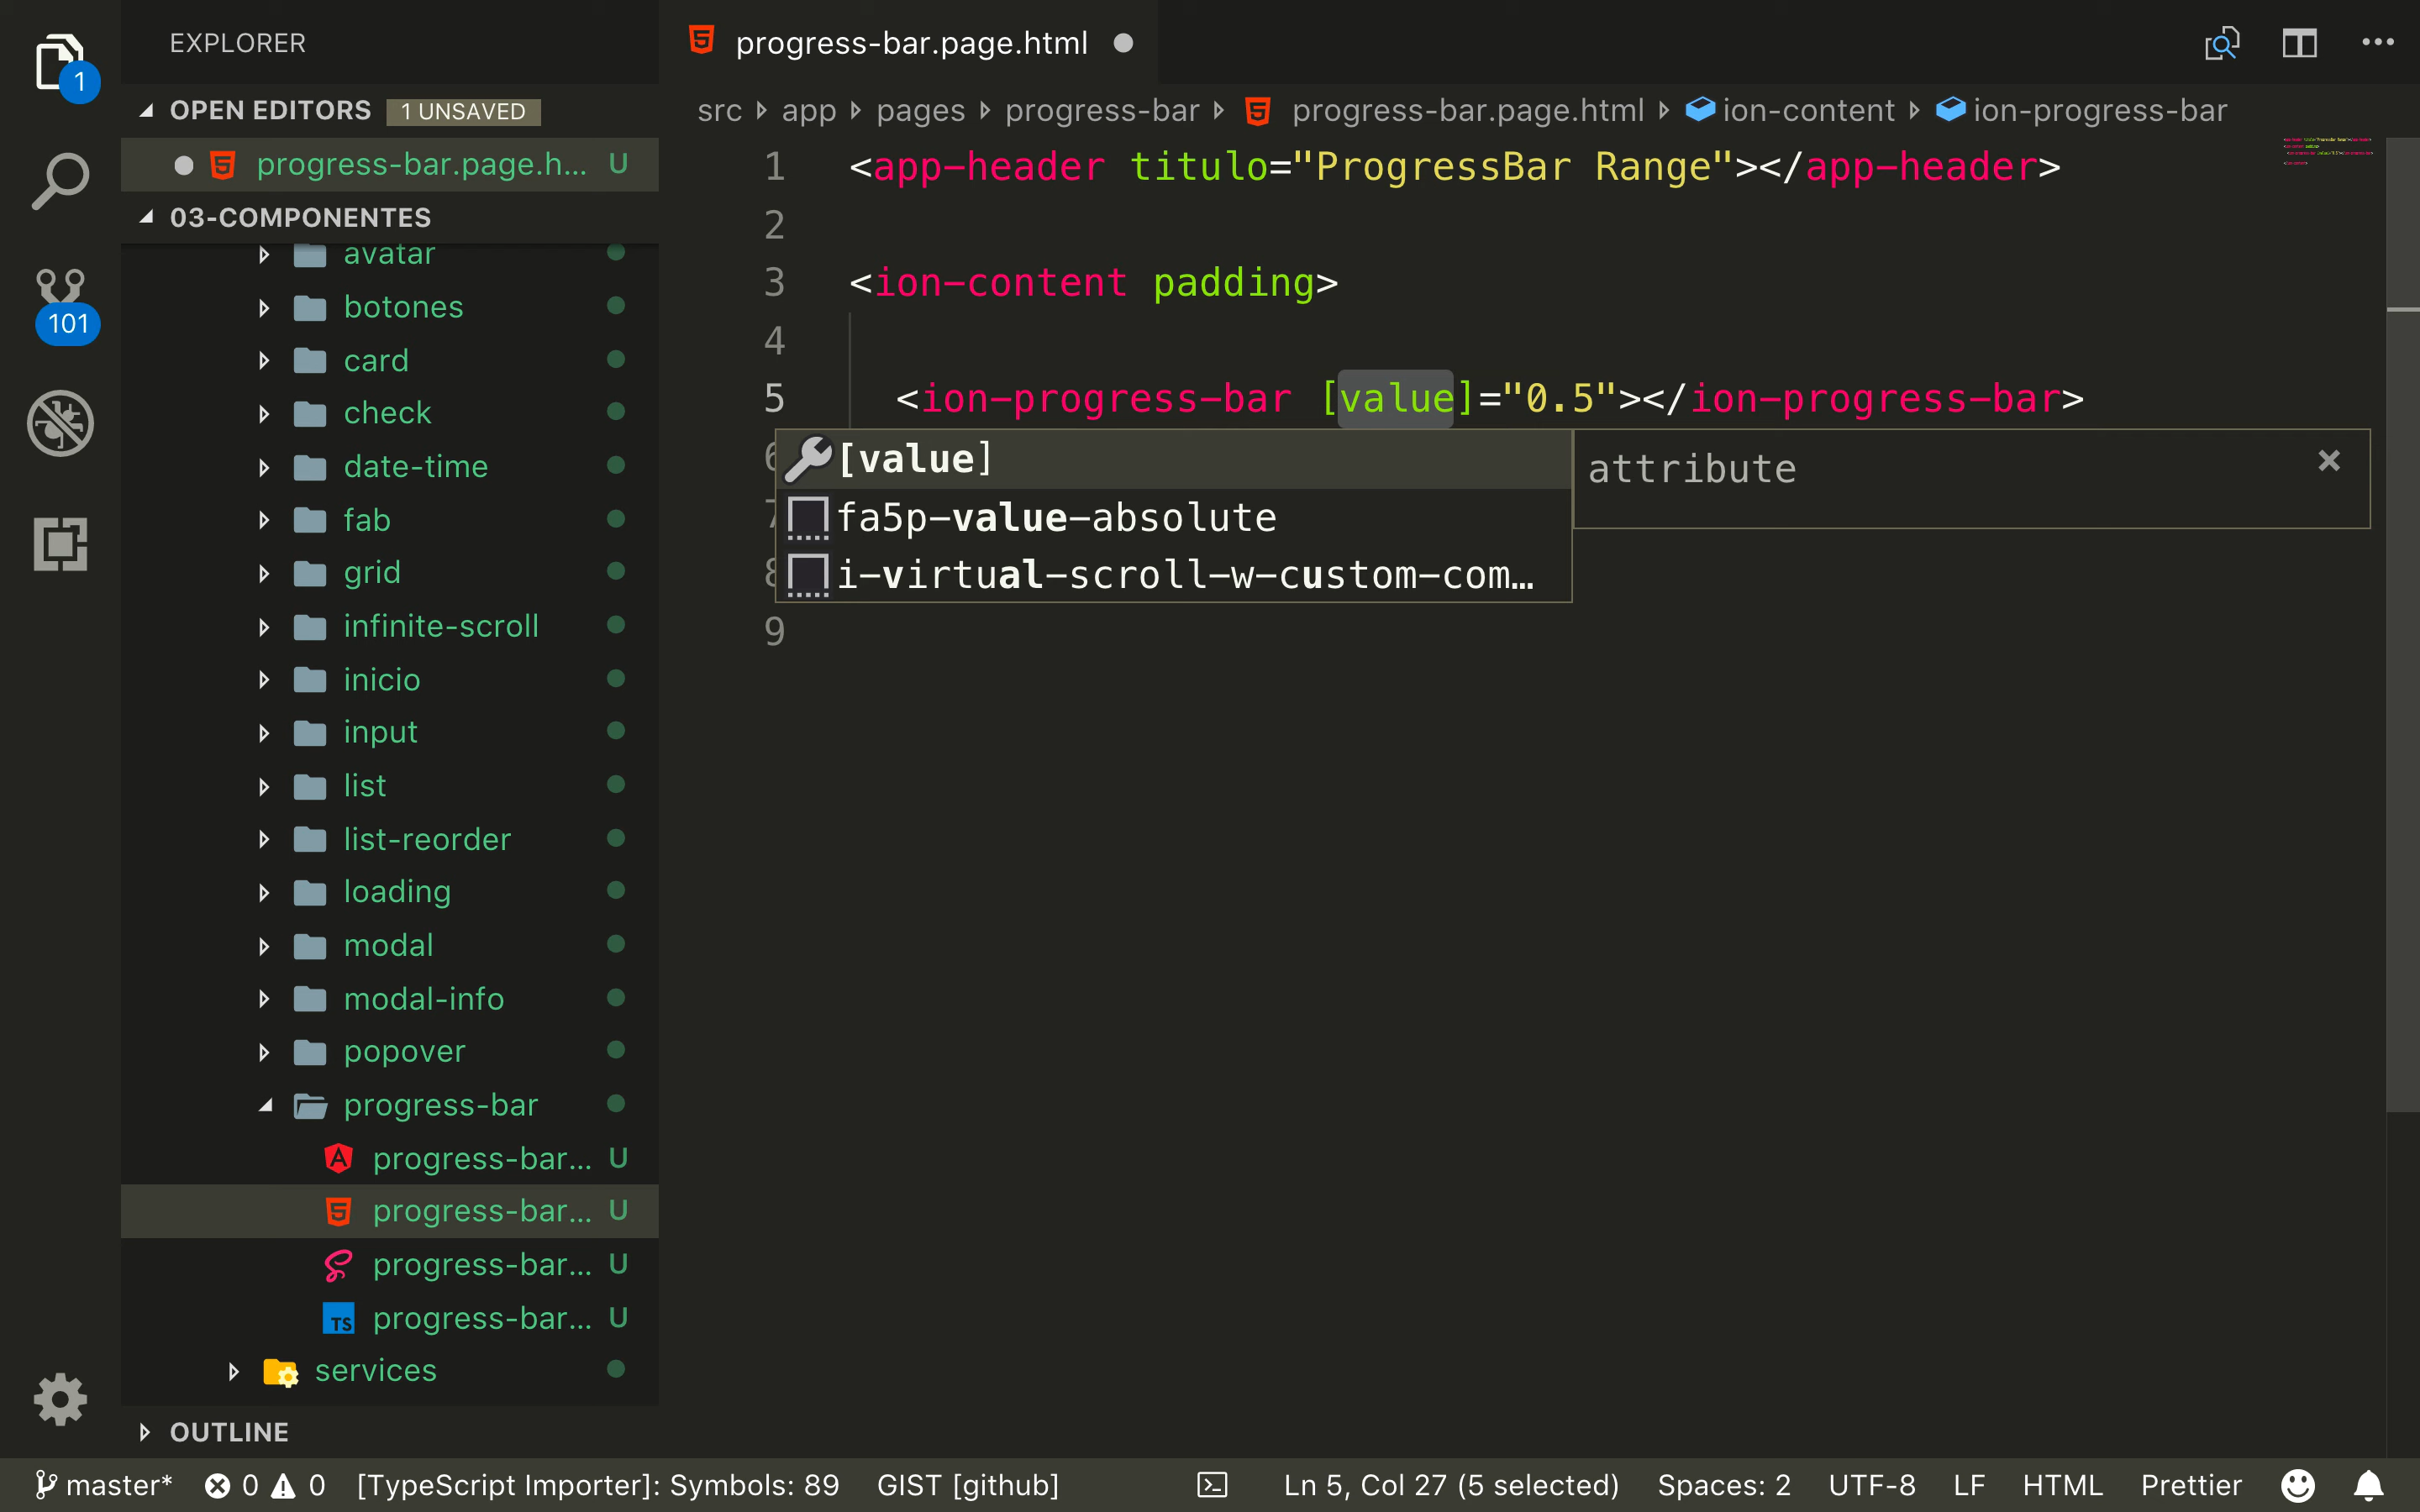 EXPLORER
OPEN EDITORS 1 UNSAVED
progress-bar.page.h... U
03-COMPONENTES
avatar
botones
card
check
date-time
fab
grid
infinite-scroll
inicio
input
list
list-reorder
loading
modal
modal-info
popover
progress-bar
progress-bar... U
progress-bar... U
progress-bar... U
TS progress-bar... U
services
OUTLINE
1
101
progress-bar.page.html
src app pages progress-bar progress-bar.page.html ion-content ion-progress-bar
1 <app-header titulo="ProgressBar Range"></app-header>
2
3 <ion-content padding>
4
5 <ion-progress-bar [value]="0.5"></ion-progress-bar>
[value]
attribute
fa5p-value-absolute
i-virtual-scroll-w-custom-com…
9
master* 0 0 [TypeScript Importer]: Symbols: 89 GIST [github] Ln 5, Col 27 (5 selected) Spaces: 2 UTF-8 LF HTML Prettier